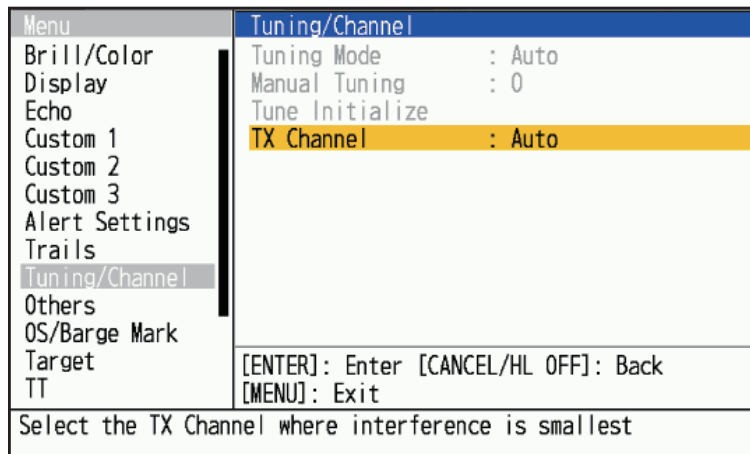 Menu
Brill/Color
Display
Echo
Custom 1
Custom 2
Custom 3
Alert Settings
Trails
Tuning/Channel
Others
OS/Barge Mark
Target
TT
Tuning/Channel
Tuning Mode : Auto
Manual Tuning : 0
Tune Initialize
TX Channel : Auto
[ENTER]: Enter [CANCEL/HL OFF]: Back
[MENU]: Exit
Select the TX Channel where interference is smallest